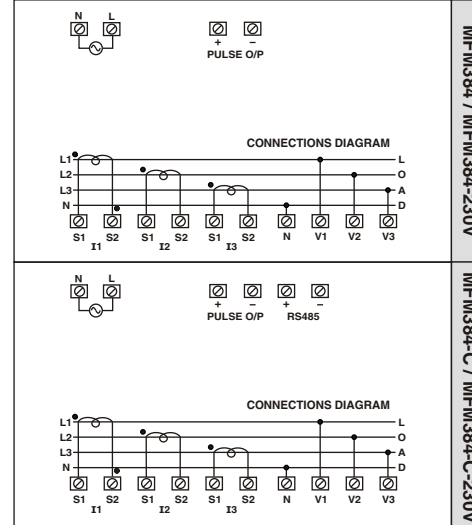 N L
+ –
PULSE O/P
CONNECTIONS DIAGRAM
L1 L
L2 O
L3 A
N D
S1 S2 S1 S2 S1 S2 N V1 V2 V3
I1 I2 I3
MFM384 / MFM384-230V
N L
+ – + –
PULSE O/P RS485
CONNECTIONS DIAGRAM
L1 L
L2 O
L3 A
N D
S1 S2 S1 S2 S1 S2 N V1 V2 V3
I1 I2 I3
MFM384-C / MFM384-C-230V